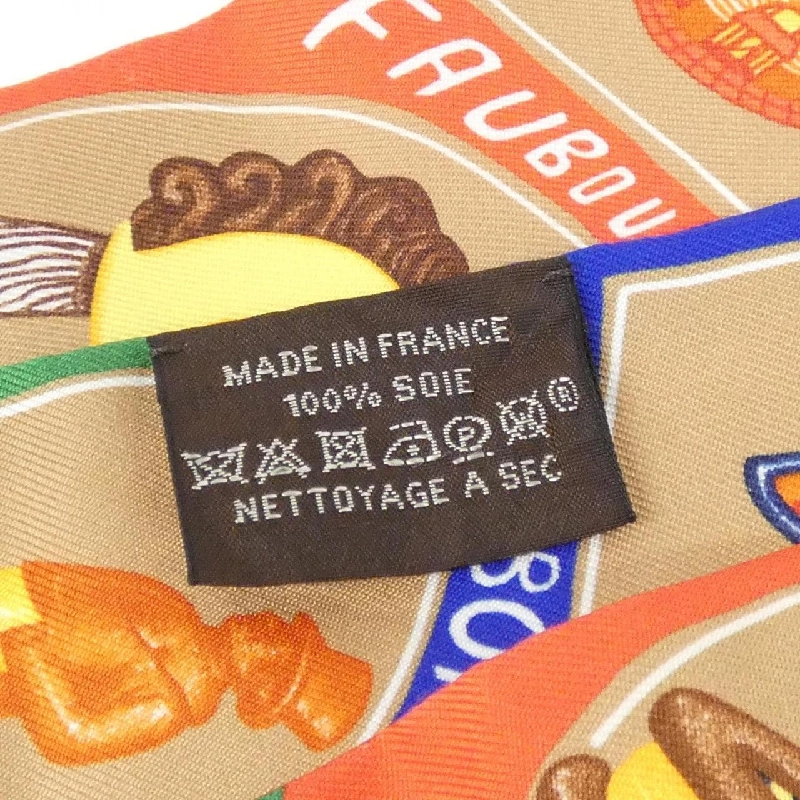 FAUBOU
MADE IN FRANCE
100% SOIE
P W ®
NETTOYAGE A SEC